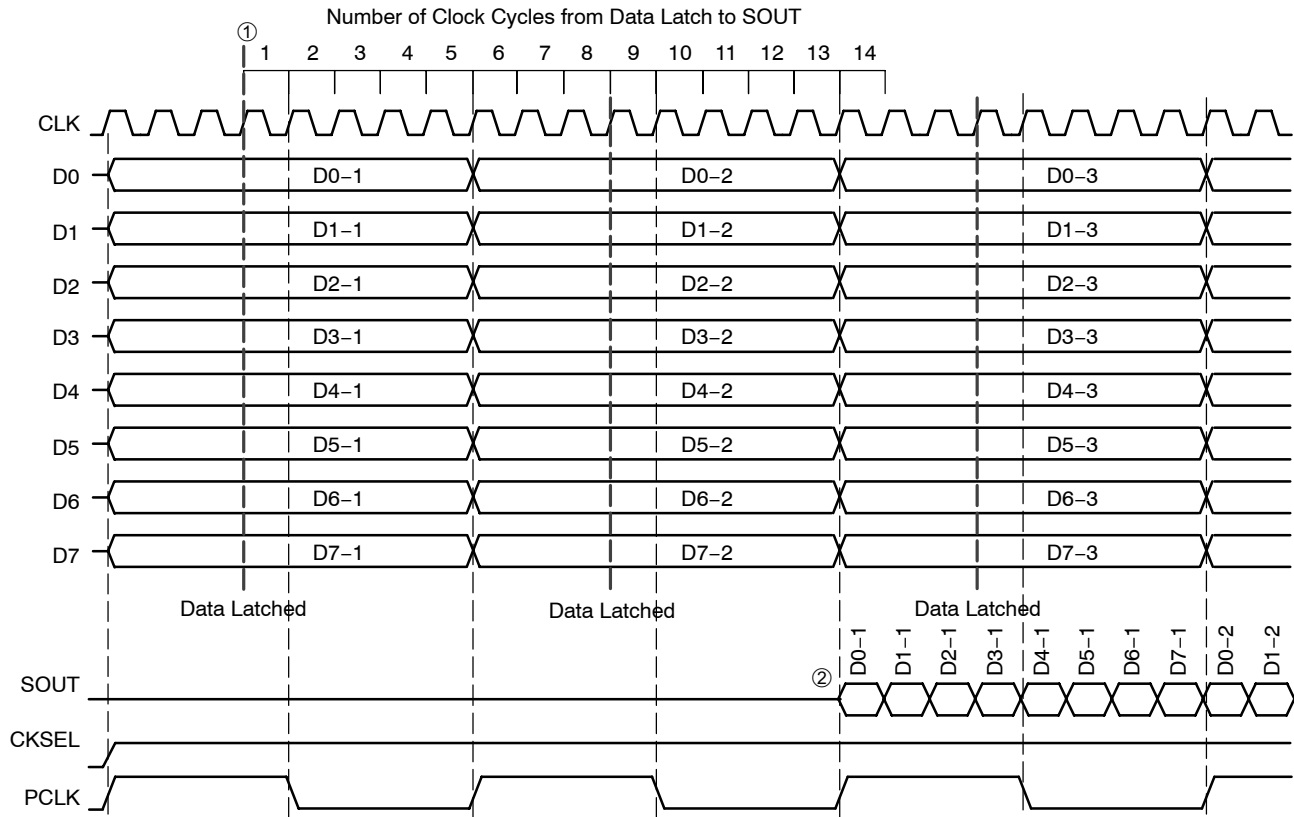 Number of Clock Cycles from Data Latch to SOUT
①
1 2 3 4 5 6 7 8 9 10 11 12 13 14
CLK
D0 D0−1 D0−2 D0−3
D1 D1−1 D1−2 D1−3
D2 D2−1 D2−2 D2−3
D3 D3−1 D3−2 D3−3
D4 D4−1 D4−2 D4−3
D5 D5−1 D5−2 D5−3
D6 D6−1 D6−2 D6−3
D7 D7−1 D7−2 D7−3
Data Latched Data Latched Data Latched
D0−1 D1−1 D2−1 D3−1 D4−1 D5−1 D6−1 D7−1 D0−2 D1−2
SOUT ②
CKSEL
PCLK